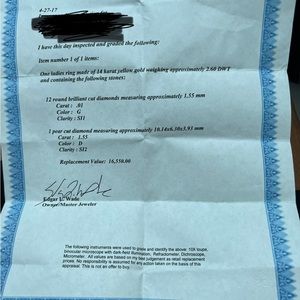 4-27-17
I have this day inspected and graded the following:
Item number 1 of 1 items:
One ladies ring made of 14 karat yellow gold weighing approximately 2.60 DWT
and containing the following stones:
12 round brilliant cut diamonds measuring approximately 1.55 mm
Carat : .01
Color : G
Clarity : SI1
1 pear cut diamond measuring approximately 10.14x6.30x3.93 mm
Carat : 1.55
Color : D
Clarity : SI2
Replacement Value: 16,550.00
Edgar L. Wade
Owner/Master Jeweler
The following instruments were used to grade and identify the above: 10X loupe,
binocular microscope with dark-field illumination, Refractometer, Dichroscope,
Micrometer. All values are based on my best judgement as retail replacement
prices. No responsibility is assumed for any action taken on the basis of this
appraisal. This is not an offer to buy.